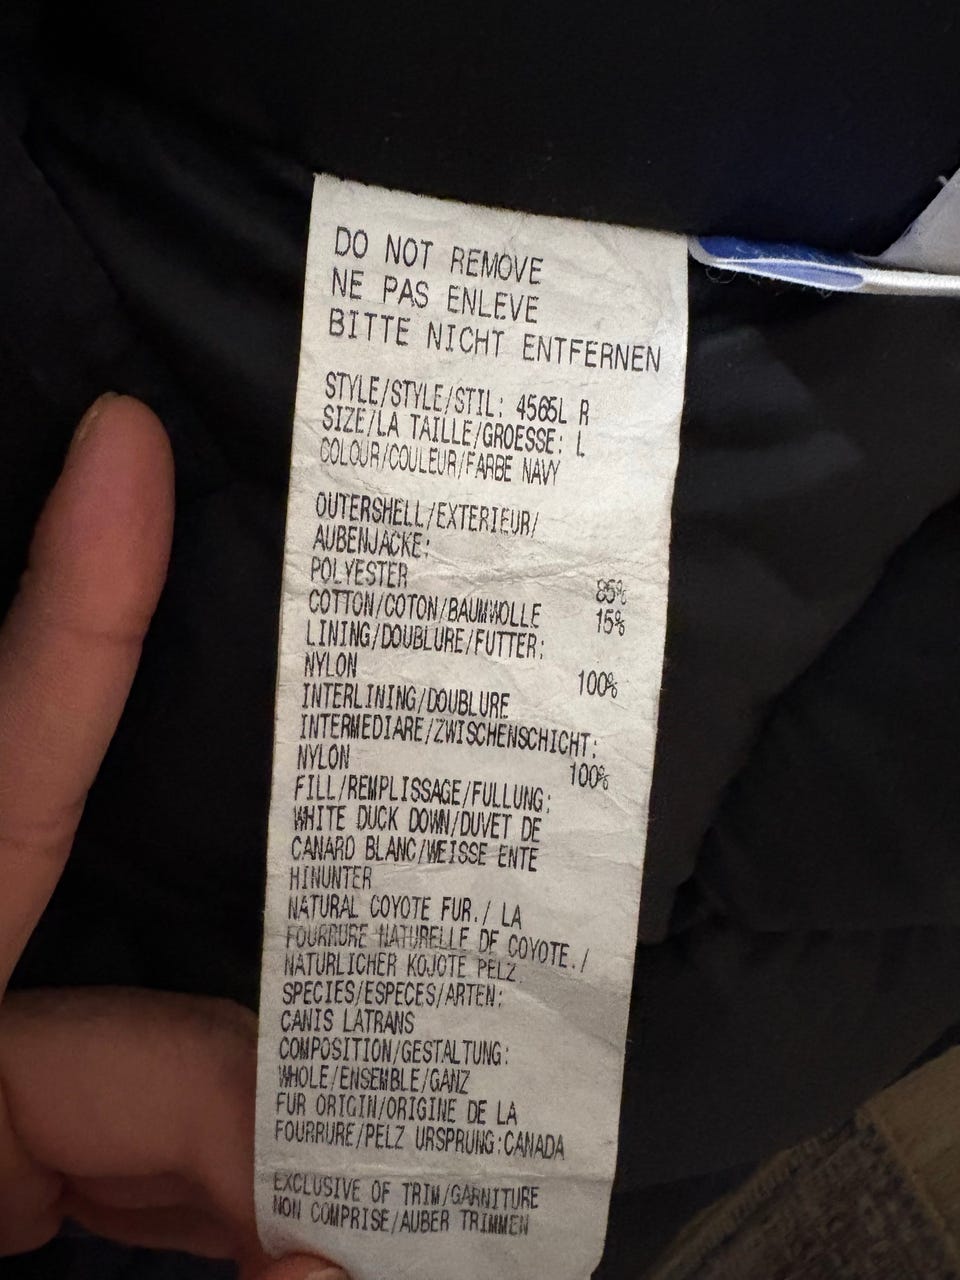 DO NOT REMOVE
NE PAS ENLEVE
BITTE NICHT ENTFERNEN
STYLE/STYLE/STIL: 4565L R
SIZE/LA TAILLE/GROESSE: L
COLOUR/COULEUR/FARBE NAVY
OUTERSHELL/EXTERIEUR/
AUBENJACKE:
POLYESTER 85%
COTTON/COTON/BAUMWOLLE 15%
LINING/DOUBLURE/FUTTER:
NYLON 100%
INTERLINING/DOUBLURE
INTERMEDIARE/ZWISCHENSCHICHT:
NYLON 100%
FILL/REMPLISSAGE/FULLUNG:
WHITE DUCK DOWN/DUVET DE
CANARD BLANC/WEISSE ENTE
HINUNTER
NATURAL COYOTE FUR./ LA
FOURRURE NATURELLE DE COYOTE./
NATURLICHER KOJOTE PELZ.
SPECIES/ESPECES/ARTEN:
CANIS LATRANS
COMPOSITION/GESTALTUNG:
WHOLE/ENSEMBLE/GANZ
FUR ORIGIN/ORIGINE DE LA
FOURRURE/PELZ URSPRUNG:CANADA
EXCLUSIVE OF TRIM/GARNITURE
NON COMPRISE/AUBER TRIMMEN